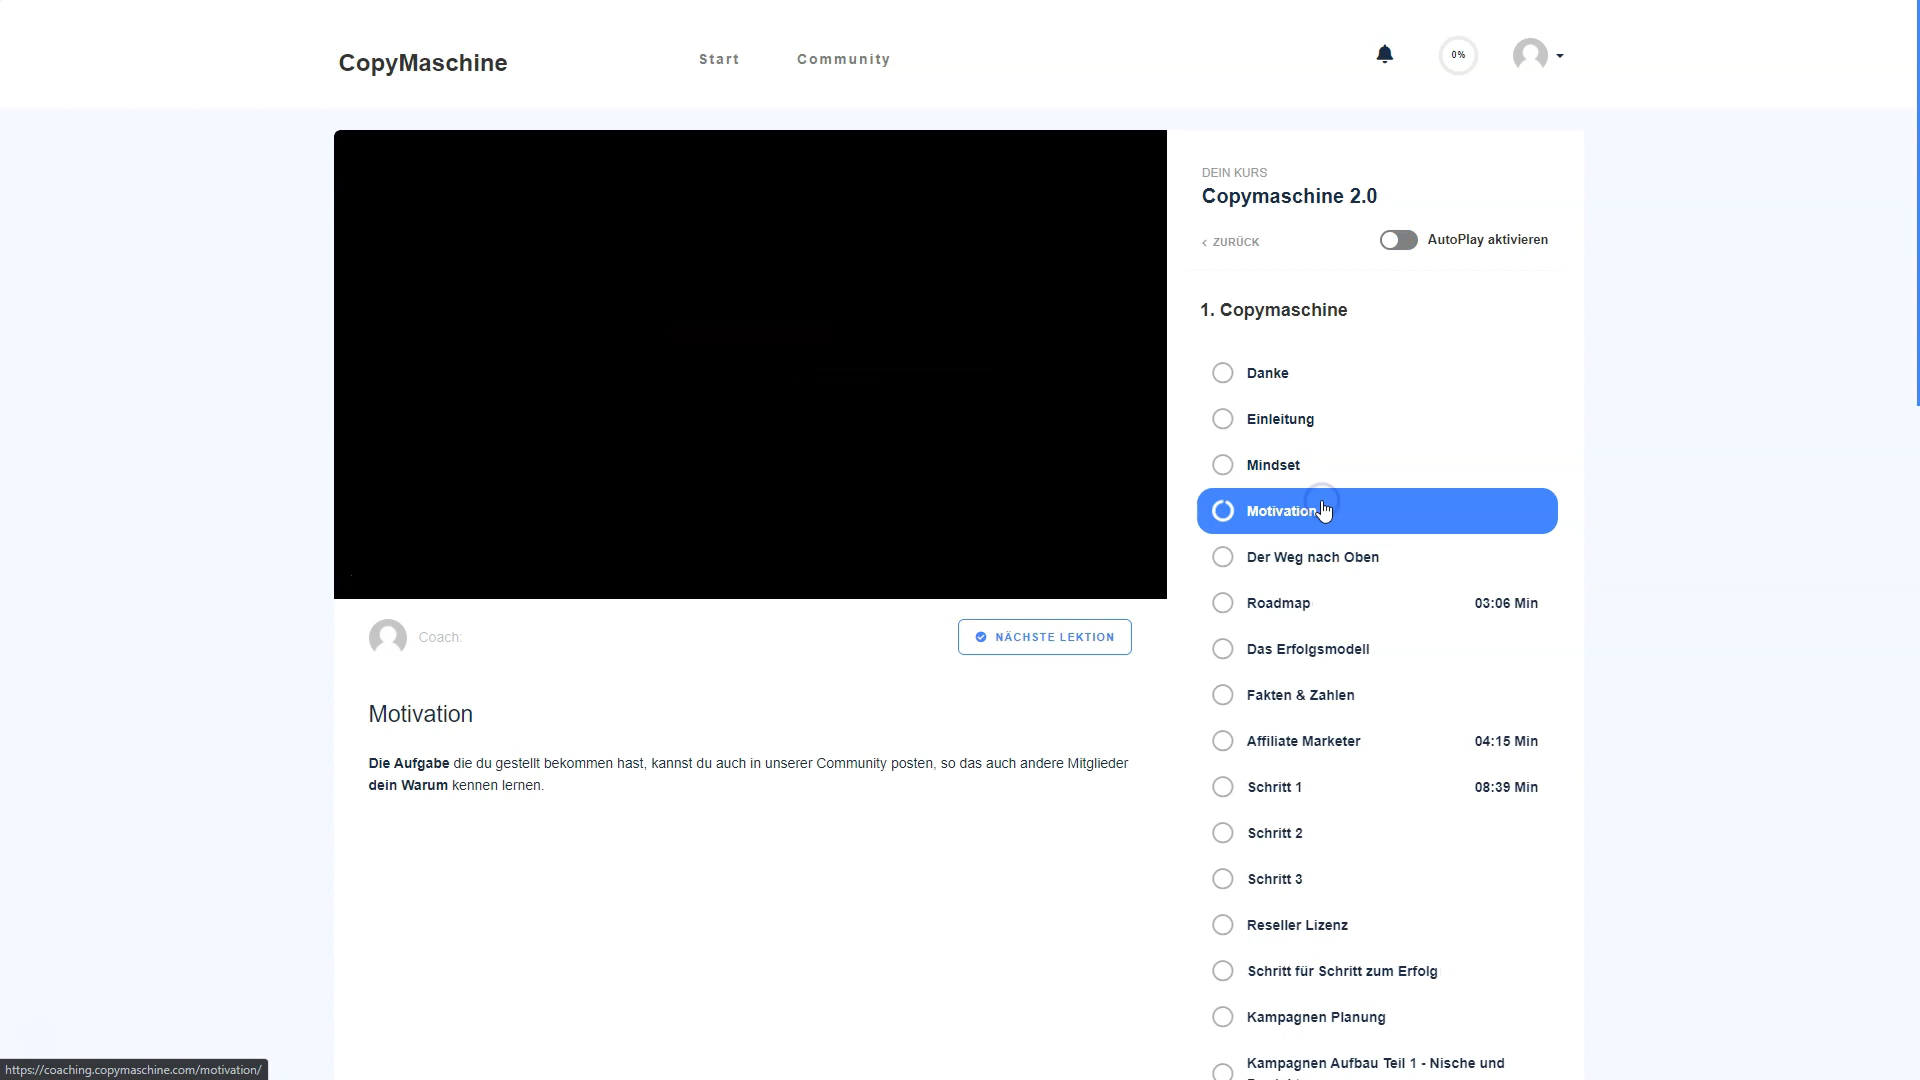 CopyMaschine
Start
Community
0%
DEIN KURS
Copymaschine 2.0
‹ ZURÜCK
AutoPlay aktivieren
1. Copymaschine
Danke
Einleitung
Mindset
Motivation
Der Weg nach Oben
Roadmap 03:06 Min
Das Erfolgsmodell
Fakten & Zahlen
Affiliate Marketer 04:15 Min
Schritt 1 08:39 Min
Schritt 2
Schritt 3
Reseller Lizenz
Schritt für Schritt zum Erfolg
Kampagnen Planung
Kampagnen Aufbau Teil 1 - Nische und
Coach:
NÄCHSTE LEKTION
Motivation
Die Aufgabe die du gestellt bekommen hast, kannst du auch in unserer Community posten, so das auch andere Mitglieder
dein Warum kennen lernen.
https://coaching.copymaschine.com/motivation/